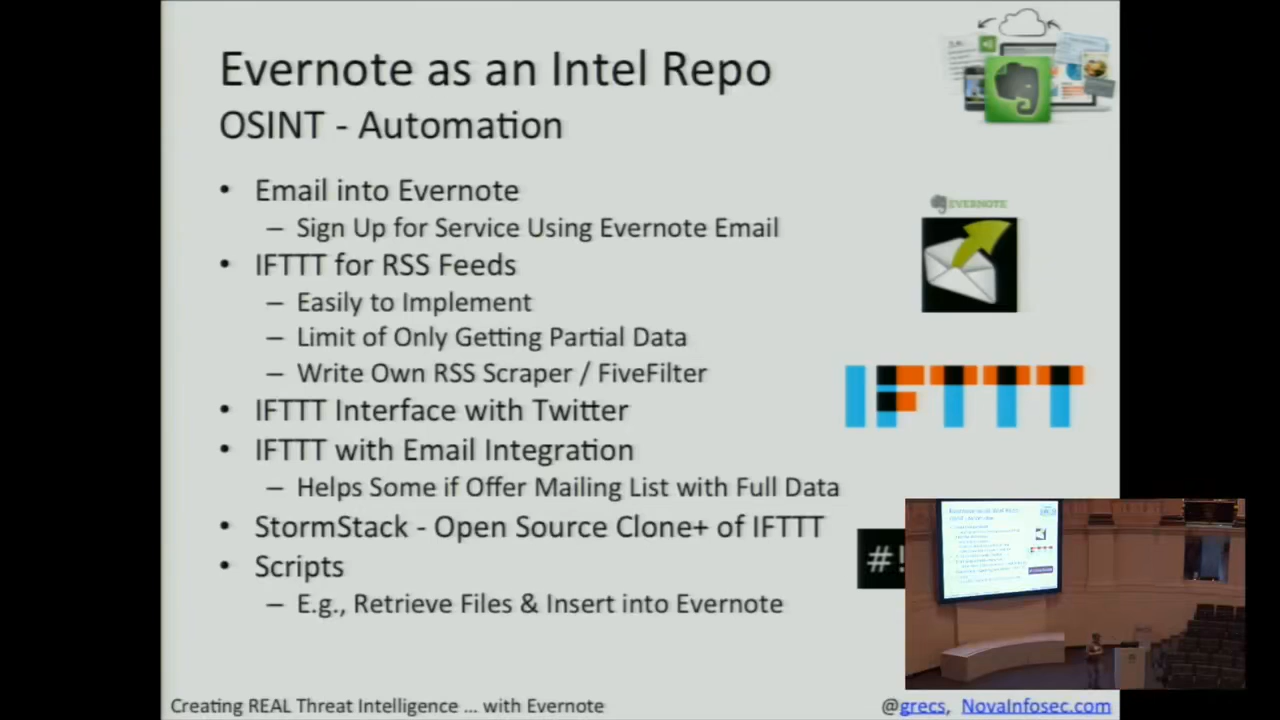 Evernote as an Intel Repo
OSINT - Automation
• Email into Evernote
– Sign Up for Service Using Evernote Email
• IFTTT for RSS Feeds
– Easily to Implement
– Limit of Only Getting Partial Data
– Write Own RSS Scraper / FiveFilter
• IFTTT Interface with Twitter
• IFTTT with Email Integration
– Helps Some if Offer Mailing List with Full Data
• StormStack - Open Source Clone+ of IFTTT
• Scripts
– E.g., Retrieve Files & Insert into Evernote
EVERNOTE
IFTTT
#!
Creating REAL Threat Intelligence ... with Evernote
@grecs, NovaInfosec.com